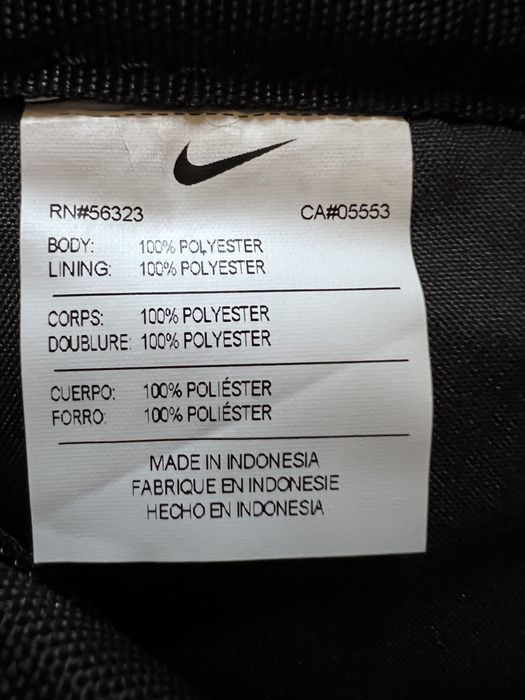 RN#56323 CA#05553
BODY: 100% POLYESTER
LINING: 100% POLYESTER
CORPS: 100% POLYESTER
DOUBLURE: 100% POLYESTER
CUERPO: 100% POLIÉSTER
FORRO: 100% POLIÉSTER
MADE IN INDONESIA
FABRIQUE EN INDONESIE
HECHO EN INDONESIA